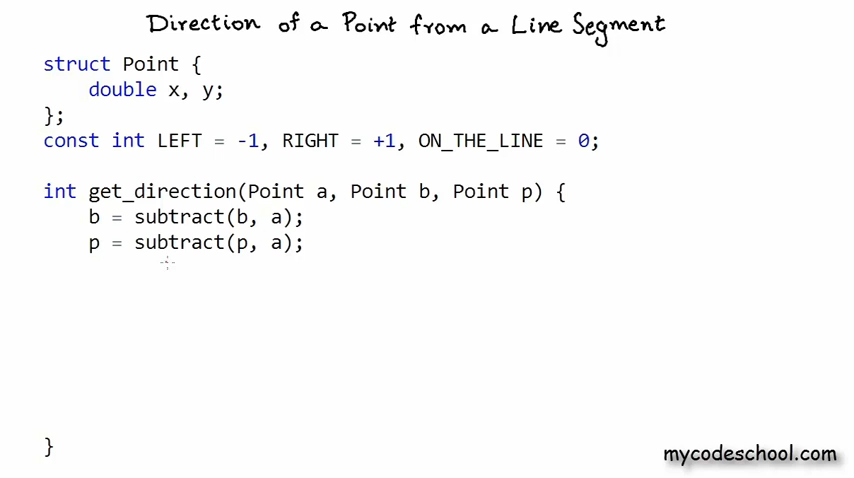 Direction of a Point from a Line Segment
struct Point {
    double x, y;
};
const int LEFT = -1, RIGHT = +1, ON_THE_LINE = 0;
int get_direction(Point a, Point b, Point p) {
    b = subtract(b, a);
    p = subtract(p, a);
}
mycodeschool.com